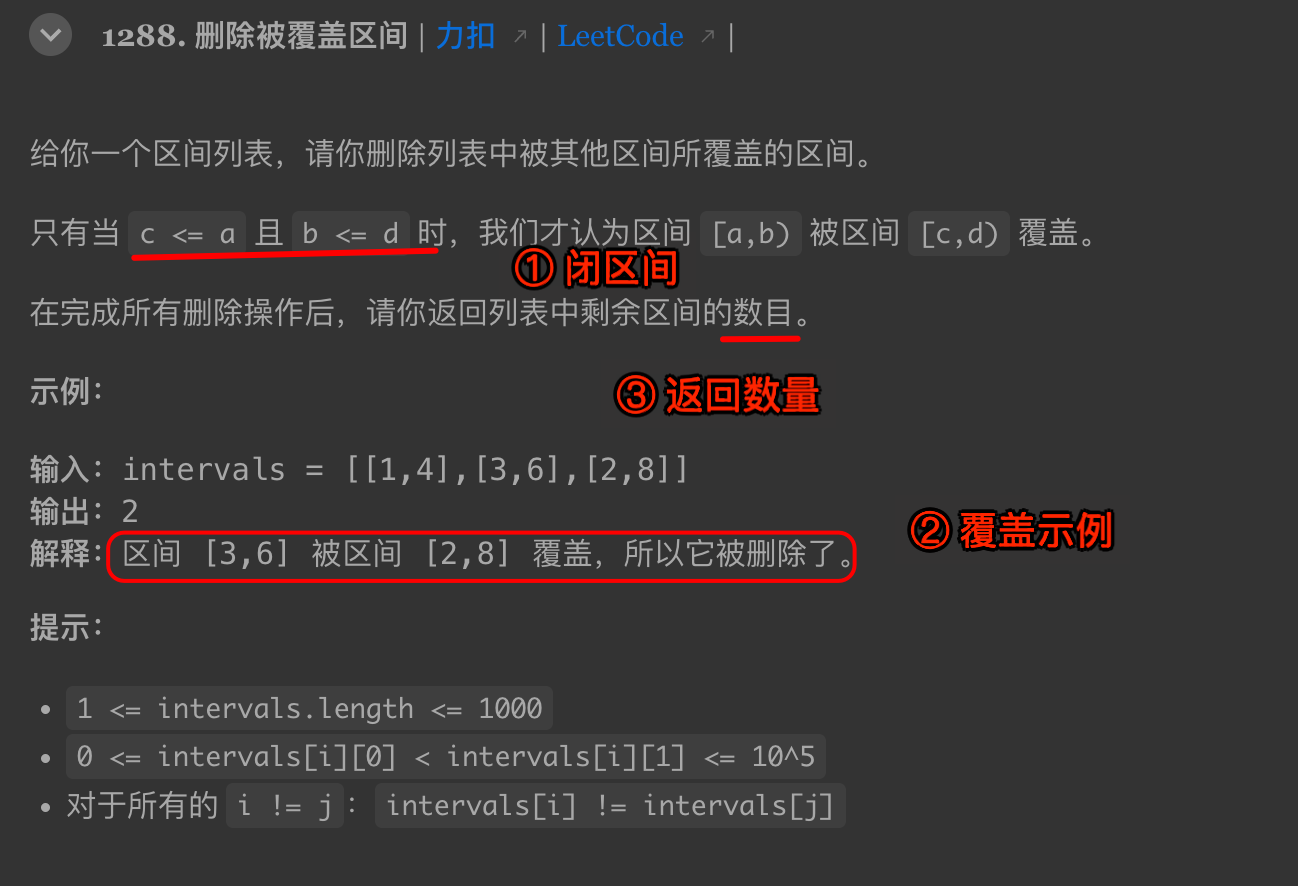 1288. 删除被覆盖区间 | 力扣 ↗ | LeetCode ↗ |
给你一个区间列表，请你删除列表中被其他区间所覆盖的区间。
只有当 c <= a 且 b <= d 时，我们才认为区间 [a,b) 被区间 [c,d) 覆盖。
① 闭区间
在完成所有删除操作后，请你返回列表中剩余区间的数目。
③ 返回数量
示例：
输入：intervals = [[1,4],[3,6],[2,8]]
输出：2
② 覆盖示例
解释：区间 [3,6] 被区间 [2,8] 覆盖，所以它被删除了。
提示：
• 1 <= intervals.length <= 1000
• 0 <= intervals[i][0] < intervals[i][1] <= 10^5
• 对于所有的 i != j：intervals[i] != intervals[j]